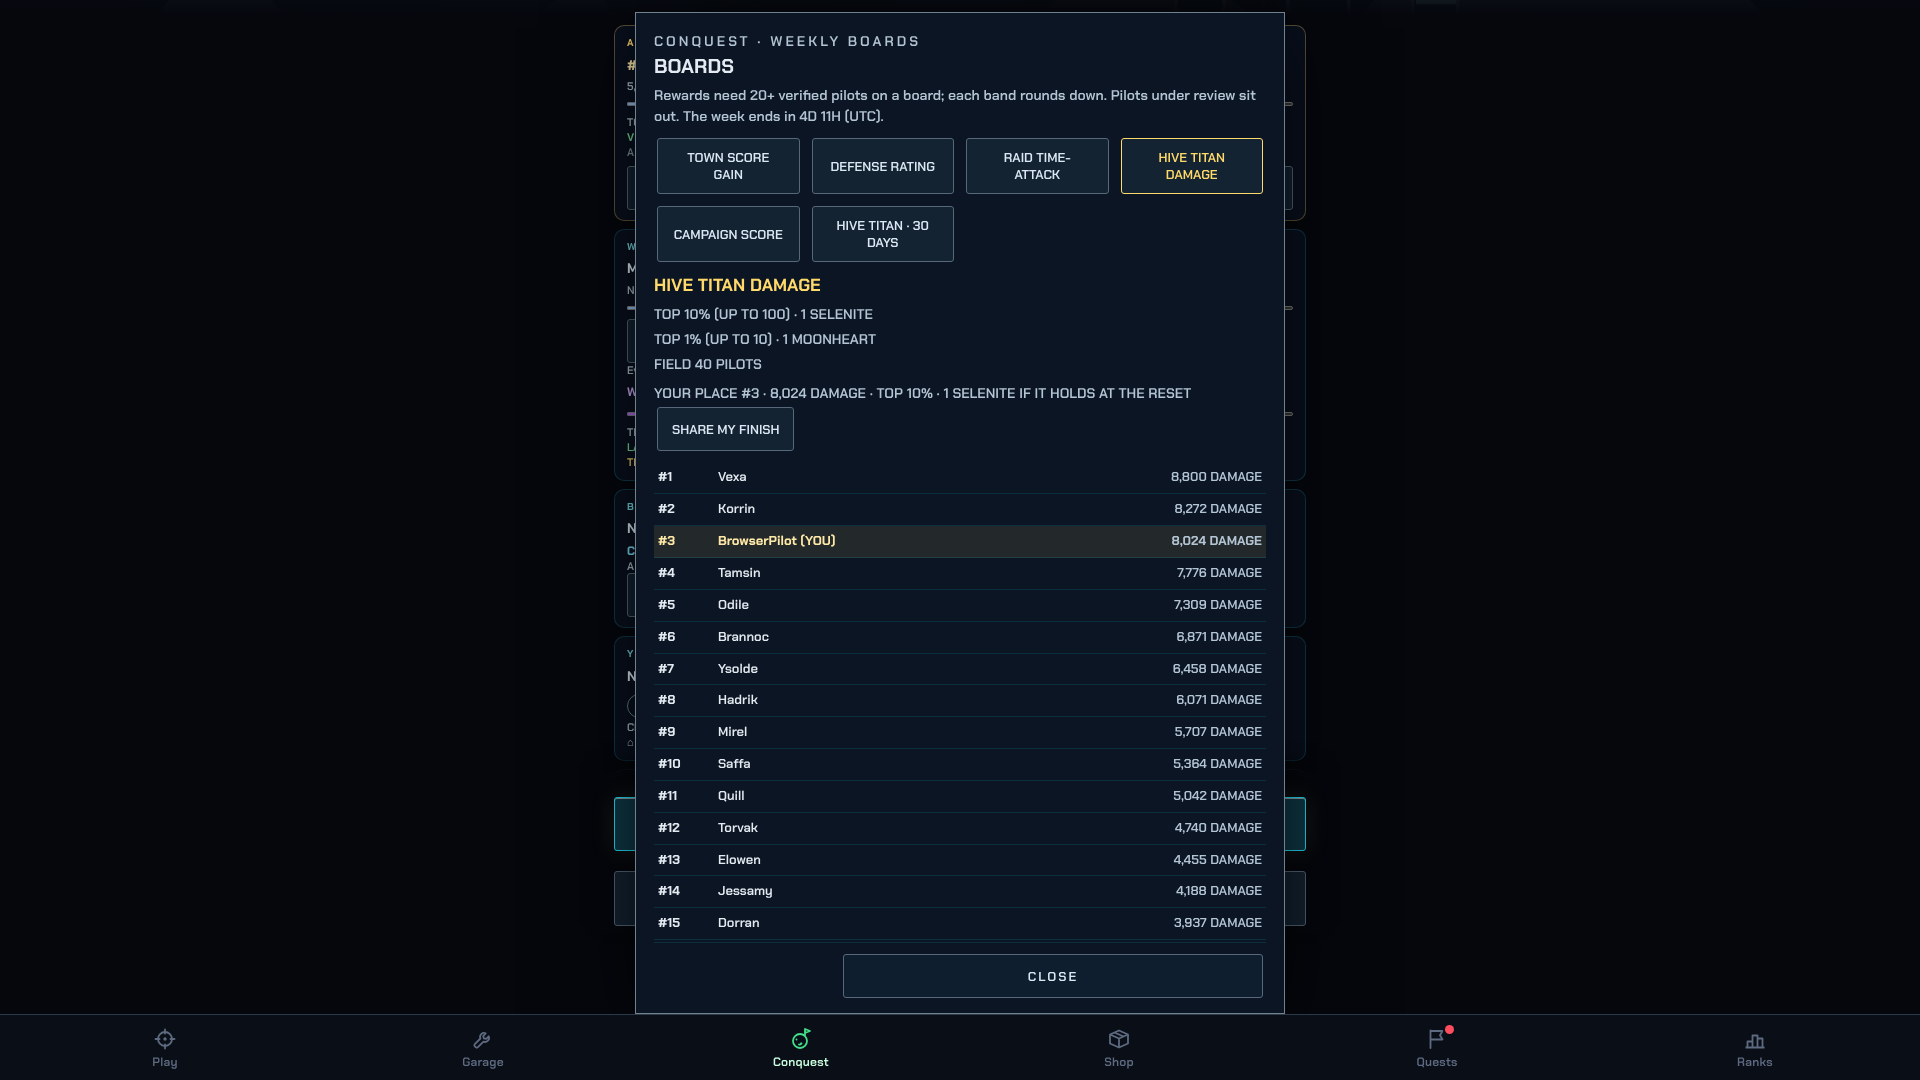 CONQUEST · WEEKLY BOARDS
BOARDS
Rewards need 20+ verified pilots on a board; each band rounds down. Pilots under review sit
out. The week ends in 4D 11H (UTC).
TOWN SCORE
GAIN
DEFENSE RATING
RAID TIME-
ATTACK
HIVE TITAN
DAMAGE
CAMPAIGN SCORE
HIVE TITAN · 30
DAYS
HIVE TITAN DAMAGE
TOP 10% (UP TO 100) · 1 SELENITE
TOP 1% (UP TO 10) · 1 MOONHEART
FIELD 40 PILOTS
YOUR PLACE #3 · 8,024 DAMAGE · TOP 10% · 1 SELENITE IF IT HOLDS AT THE RESET
SHARE MY FINISH
#1 Vexa 8,800 DAMAGE
#2 Korrin 8,272 DAMAGE
#3 BrowserPilot (YOU) 8,024 DAMAGE
#4 Tamsin 7,776 DAMAGE
#5 Odile 7,309 DAMAGE
#6 Brannoc 6,871 DAMAGE
#7 Ysolde 6,458 DAMAGE
#8 Hadrik 6,071 DAMAGE
#9 Mirel 5,707 DAMAGE
#10 Saffa 5,364 DAMAGE
#11 Quill 5,042 DAMAGE
#12 Torvak 4,740 DAMAGE
#13 Elowen 4,455 DAMAGE
#14 Jessamy 4,188 DAMAGE
#15 Dorran 3,937 DAMAGE
CLOSE
Play
Garage
Conquest
Shop
Quests
Ranks